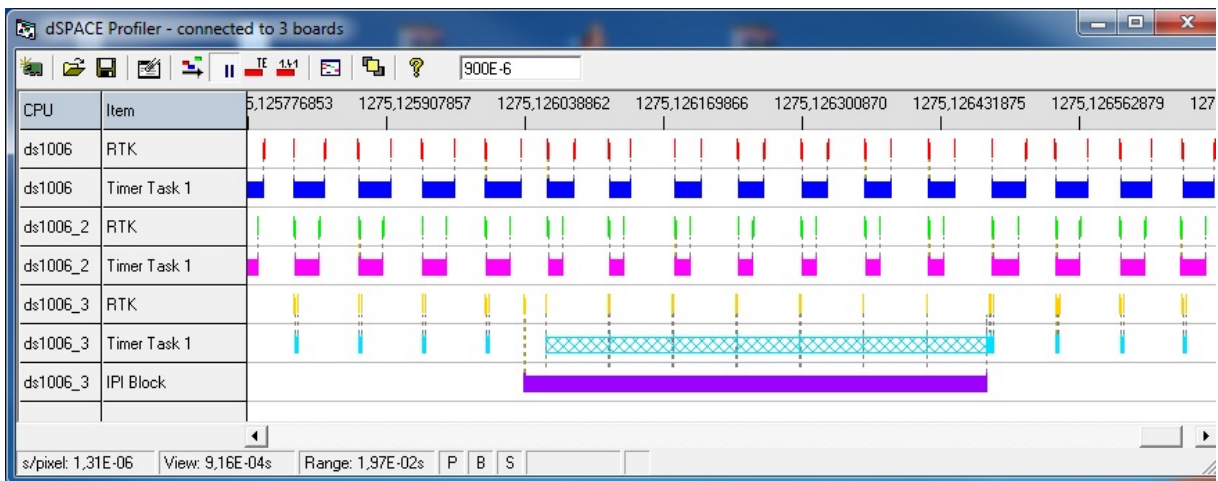 dSPACE Profiler - connected to 3 boards
TE 900E-6
CPU Item 5,125776853 1275,125907857 1275,126038862 1275,126169866 1275,126300870 1275,126431875 1275,126562879 127
ds1006 RTK
ds1006 Timer Task 1
ds1006_2 RTK
ds1006_2 Timer Task 1
ds1006_3 RTK
ds1006_3 Timer Task 1
ds1006_3 IPI Block
s/pixel: 1,31E-06 View: 9,16E-04s Range: 1,97E-02s P B S